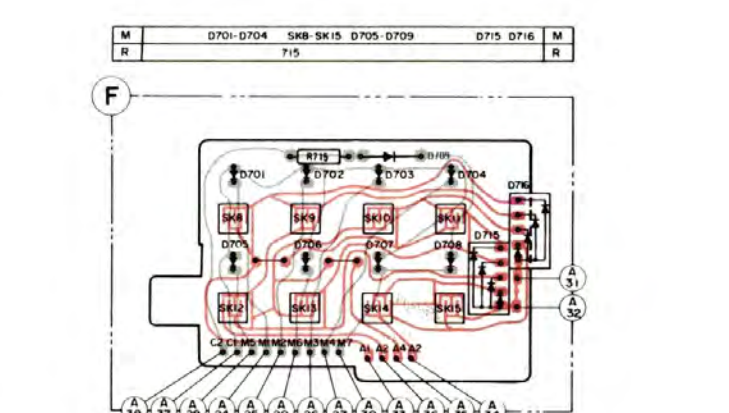 M D701-D704 SK8-SK15 D705-D709 D715 D716 M
R 715 R
F
R715 D709
D701 D702 D703 D704
D716
SK8 SK9 SK10 SK11
D715
D705 D706 D707 D708
A 31
SK12 SK13 SK14 SK15
A 32
C2 C1 M5 M1 M2 M6 M3 M4 M7 A1 A2 A4 A2
A A A A A A A A A A A A A